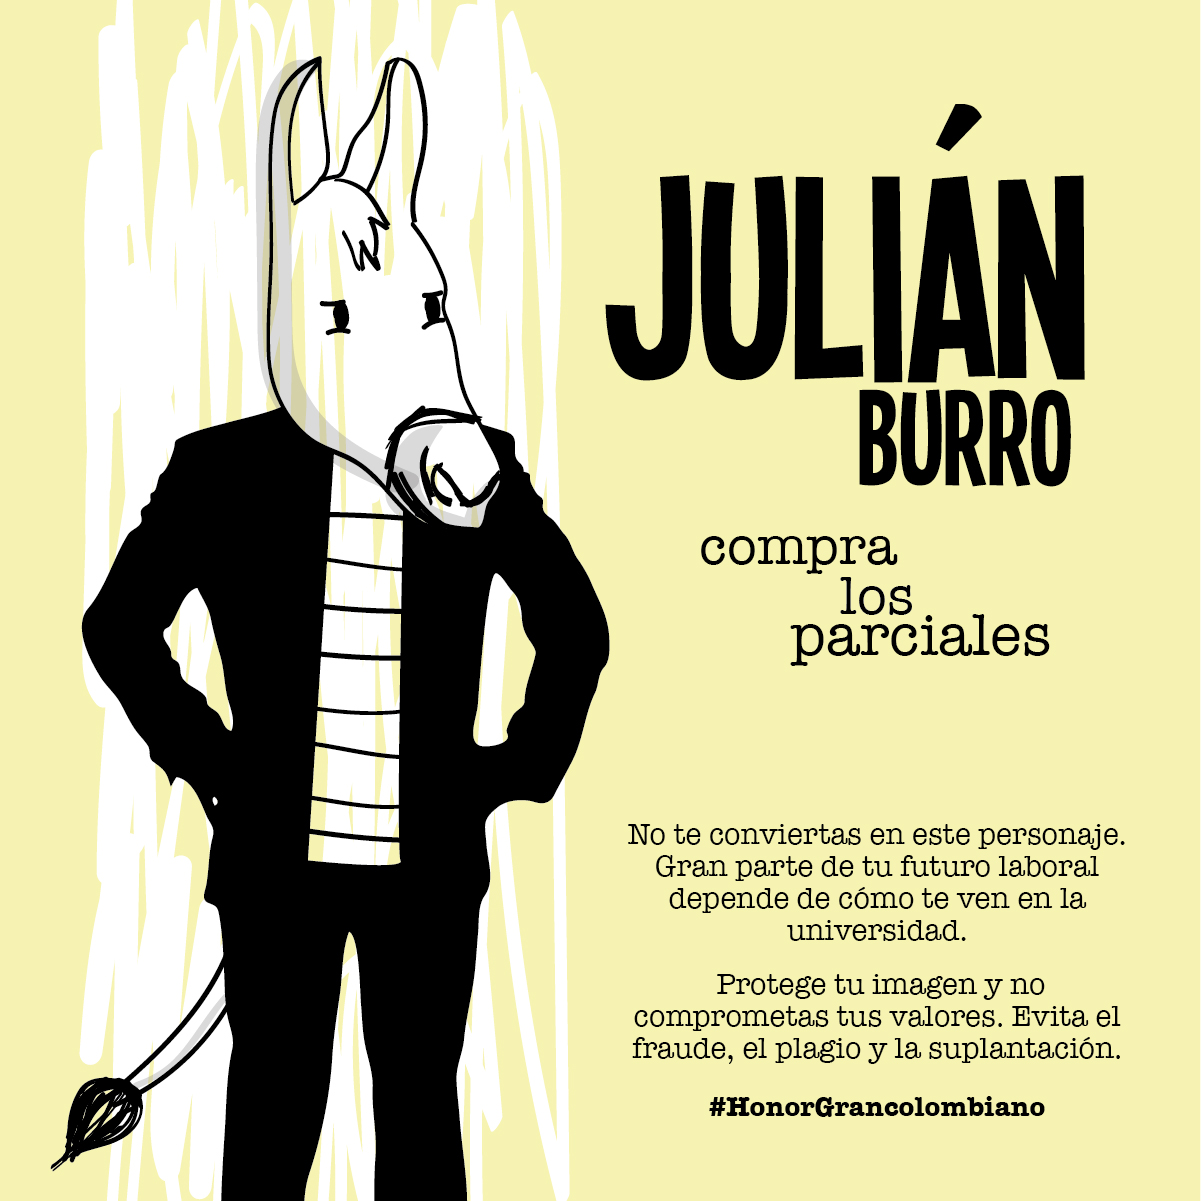 JULIÁN
BURRO
compra
los
parciales
No te conviertas en este personaje.
Gran parte de tu futuro laboral
depende de cómo te ven en la
universidad.
Protege tu imagen y no
comprometas tus valores. Evita el
fraude, el plagio y la suplantación.
#HonorGrancolombiano